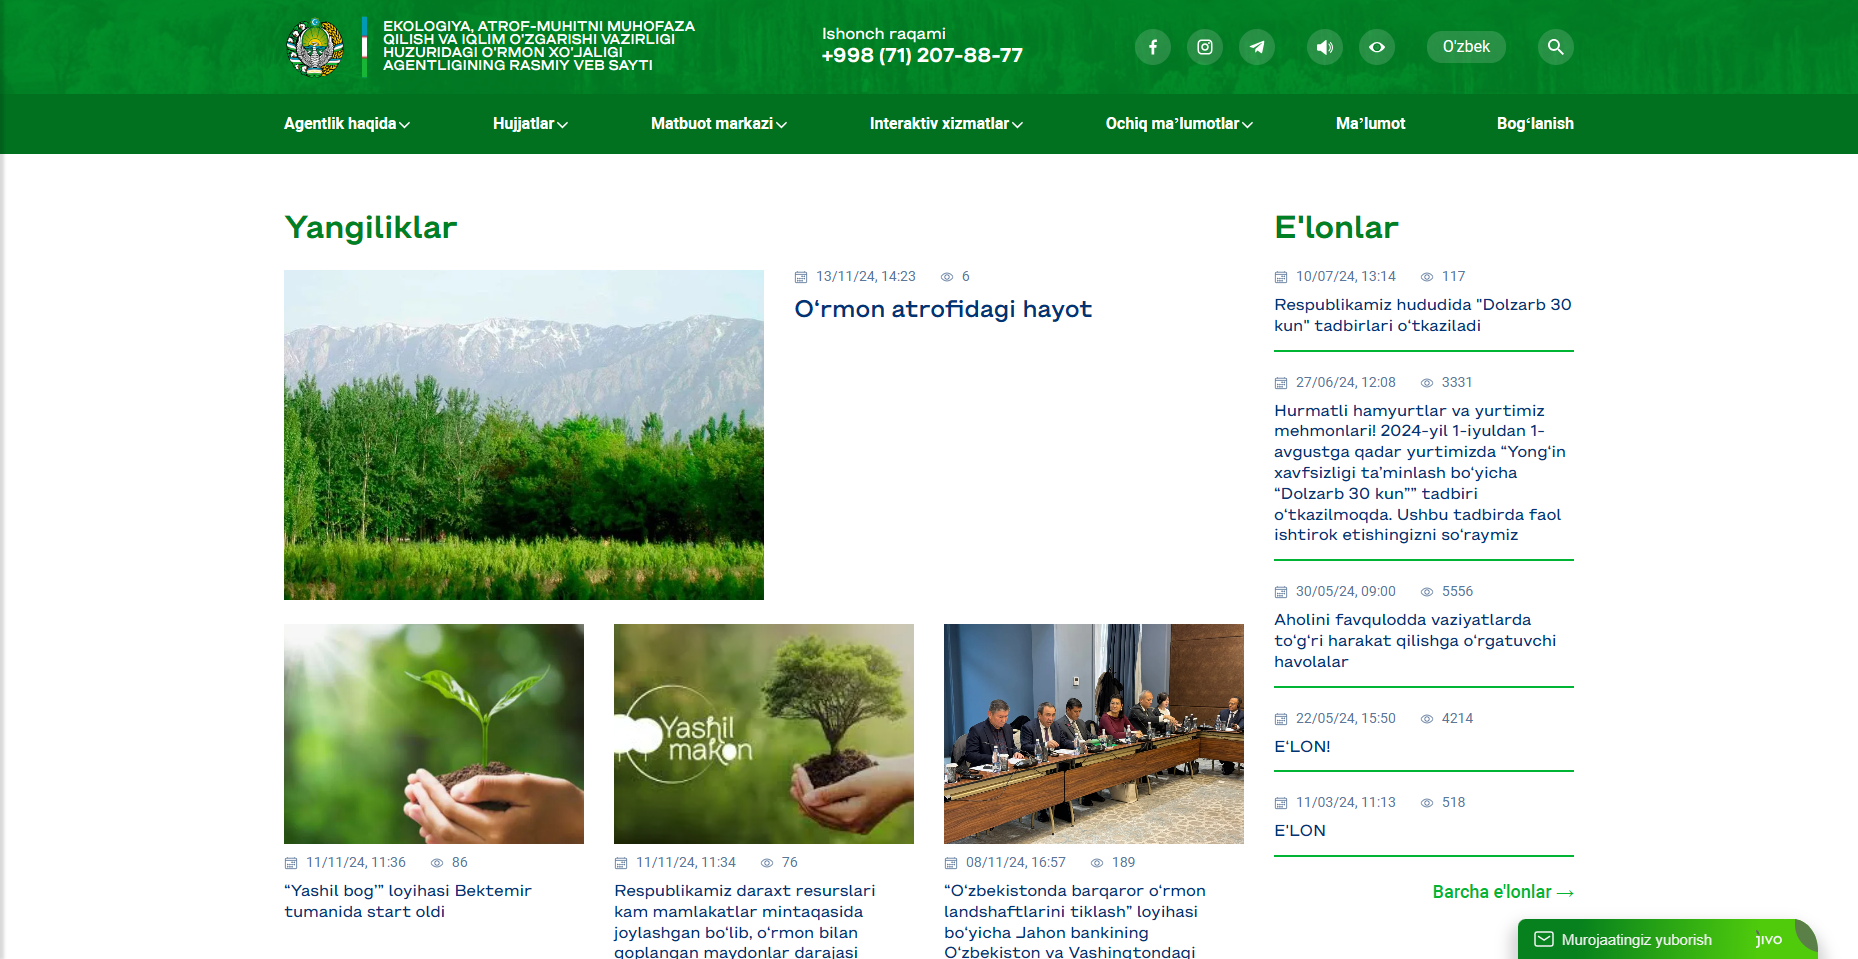 EKOLOGIYA, ATROF-MUHITNI MUHOFAZA
QILISH VA IQLIM O'ZGARISHI VAZIRLIGI
HUZURIDAGI O'RMON XO'JALIGI
AGENTLIGINING RASMIY VEB SAYTI
Ishonch raqami
+998 (71) 207-88-77
O'zbek
Agentlik haqida
Hujjatlar
Matbuot markazi
Interaktiv xizmatlar
Ochiq ma’lumotlar
Ma’lumot
Bog‘lanish
Yangiliklar
13/11/24, 14:23 6
O‘rmon atrofidagi hayot
Yashil
makon
11/11/24, 11:36 86
“Yashil bog’” loyihasi Bektemir
tumanida start oldi
11/11/24, 11:34 76
Respublikamiz daraxt resurslari
kam mamlakatlar mintaqasida
joylashgan bo‘lib, o‘rmon bilan
qoplangan maydonlar darajasi
08/11/24, 16:57 189
“O‘zbekistonda barqaror o‘rmon
landshaftlarini tiklash” loyihasi
bo‘yicha Jahon bankining
O‘zbekiston va Vashingtondagi
E'lonlar
10/07/24, 13:14 117
Respublikamiz hududida "Dolzarb 30
kun" tadbirlari o‘tkaziladi
27/06/24, 12:08 3331
Hurmatli hamyurtlar va yurtimiz
mehmonlari! 2024-yil 1-iyuldan 1-
avgustga qadar yurtimizda “Yong‘in
xavfsizligi ta’minlash bo‘yicha
“Dolzarb 30 kun”” tadbiri
o‘tkazilmoqda. Ushbu tadbirda faol
ishtirok etishingizni so‘raymiz
30/05/24, 09:00 5556
Aholini favqulodda vaziyatlarda
to‘g‘ri harakat qilishga o‘rgatuvchi
havolalar
22/05/24, 15:50 4214
E‘LON!
11/03/24, 11:13 518
E'LON
Barcha e'lonlar →
Murojaatingiz yuborish jivo